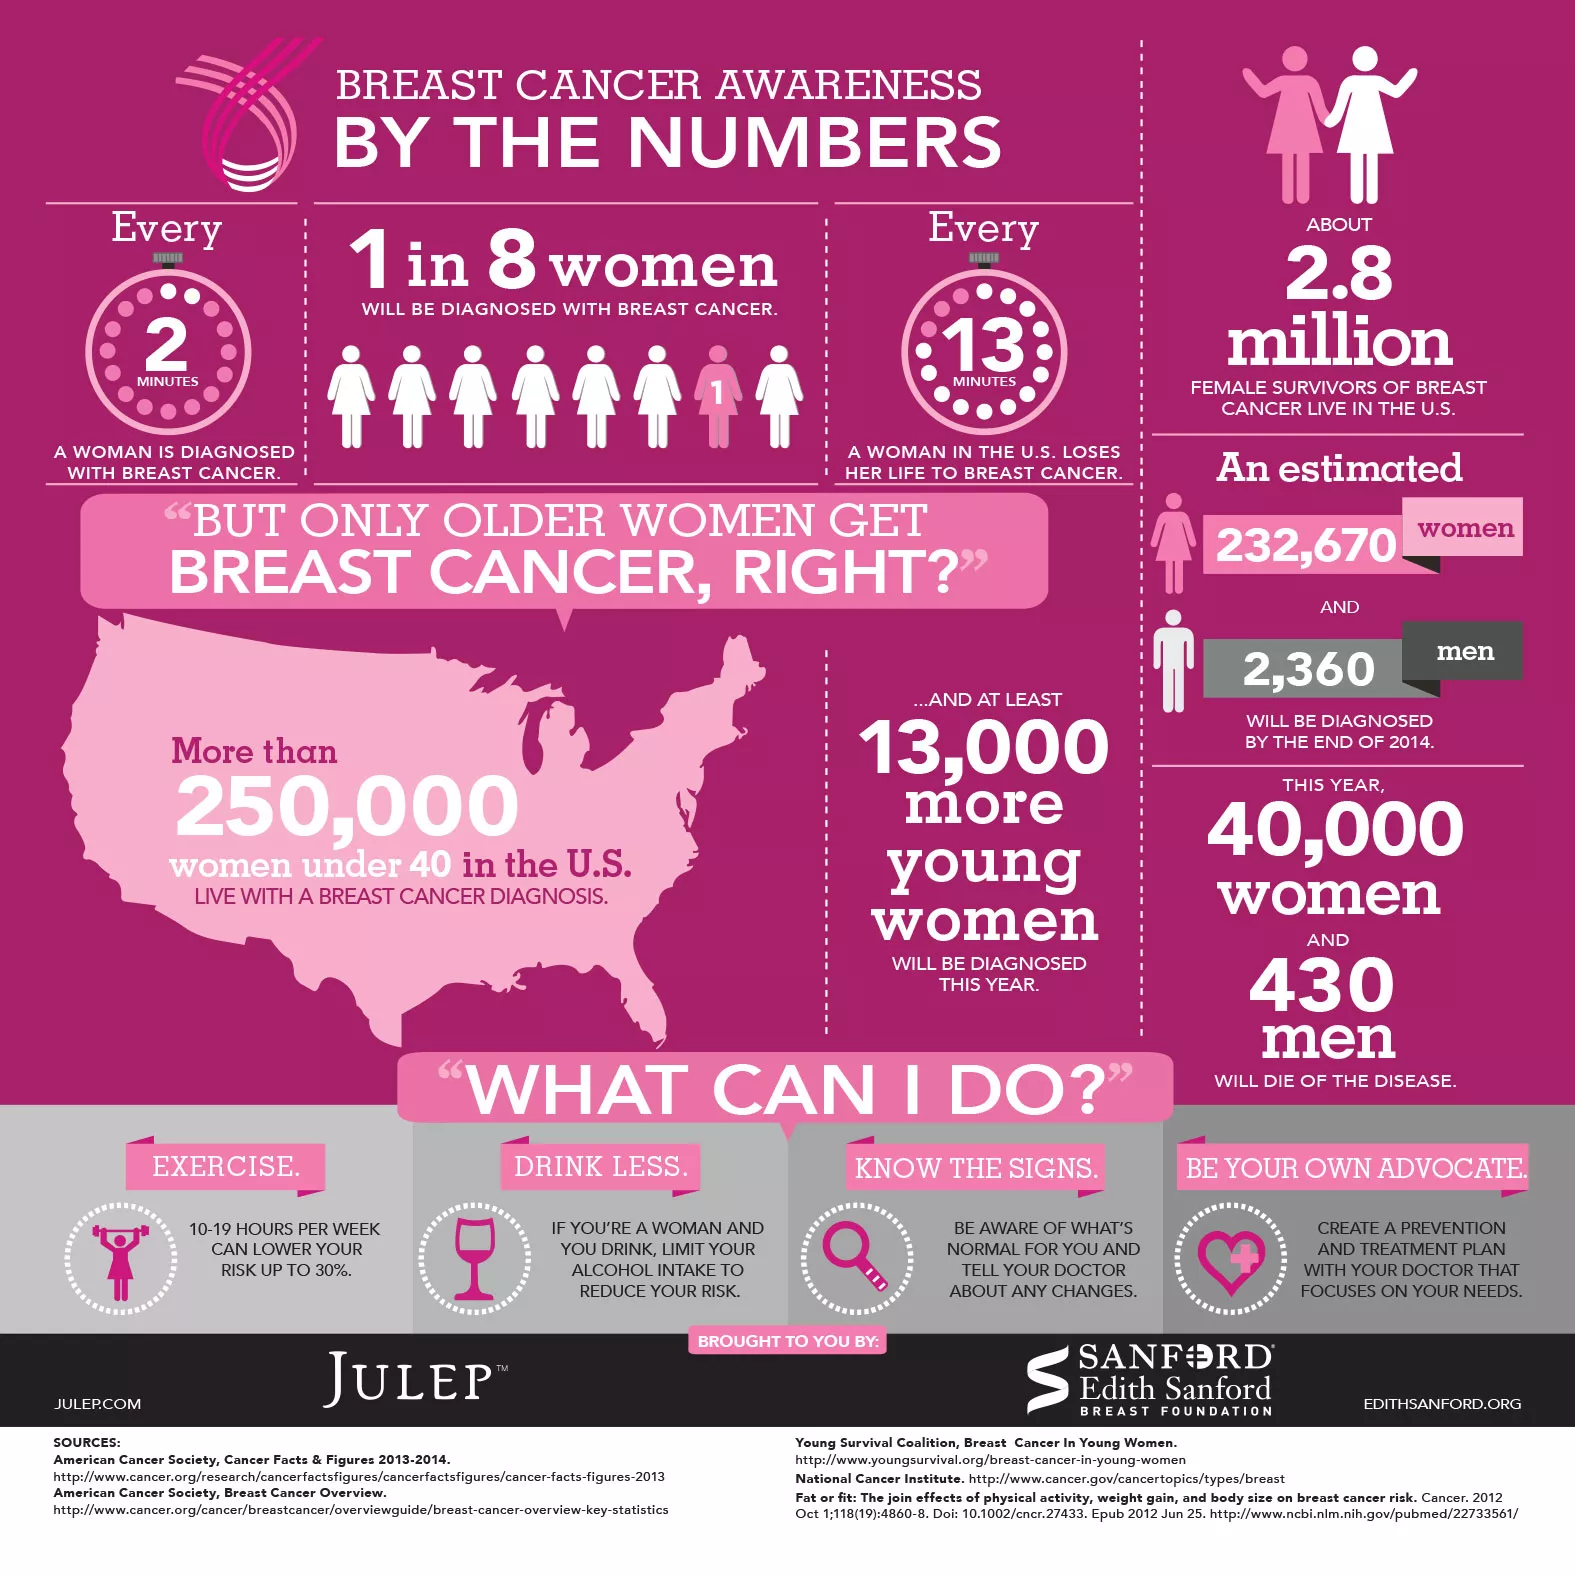 BREAST CANCER AWARENESS
BY THE NUMBERS
Every
2
MINUTES
A WOMAN IS DIAGNOSED
WITH BREAST CANCER.
1 in 8 women
WILL BE DIAGNOSED WITH BREAST CANCER.
1
Every
13
MINUTES
A WOMAN IN THE U.S. LOSES
HER LIFE TO BREAST CANCER.
ABOUT
2.8
million
FEMALE SURVIVORS OF BREAST
CANCER LIVE IN THE U.S.
An estimated
232,670 women
AND
2,360 men
WILL BE DIAGNOSED
BY THE END OF 2014.
THIS YEAR,
40,000
women
AND
430
men
WILL DIE OF THE DISEASE.
“BUT ONLY OLDER WOMEN GET
BREAST CANCER, RIGHT?”
More than
250,000
women under 40 in the U.S.
LIVE WITH A BREAST CANCER DIAGNOSIS.
...AND AT LEAST
13,000
more
young
women
WILL BE DIAGNOSED
THIS YEAR.
“WHAT CAN I DO?”
EXERCISE.
10-19 HOURS PER WEEK
CAN LOWER YOUR
RISK UP TO 30%.
DRINK LESS.
IF YOU’RE A WOMAN AND
YOU DRINK, LIMIT YOUR
ALCOHOL INTAKE TO
REDUCE YOUR RISK.
KNOW THE SIGNS.
BE AWARE OF WHAT’S
NORMAL FOR YOU AND
TELL YOUR DOCTOR
ABOUT ANY CHANGES.
BE YOUR OWN ADVOCATE.
CREATE A PREVENTION
AND TREATMENT PLAN
WITH YOUR DOCTOR THAT
FOCUSES ON YOUR NEEDS.
BROUGHT TO YOU BY:
JULEP.COM
JULEP™
SANFORD®
Edith Sanford
BREAST FOUNDATION
EDITHSANFORD.ORG
SOURCES:
American Cancer Society, Cancer Facts & Figures 2013-2014.
http://www.cancer.org/research/cancerfactsfigures/cancerfactsfigures/cancer-facts-figures-2013
American Cancer Society, Breast Cancer Overview.
http://www.cancer.org/cancer/breastcancer/overviewguide/breast-cancer-overview-key-statistics
Young Survival Coalition, Breast Cancer In Young Women.
http://www.youngsurvival.org/breast-cancer-in-young-women
National Cancer Institute. http://www.cancer.gov/cancertopics/types/breast
Fat or fit: The join effects of physical activity, weight gain, and body size on breast cancer risk. Cancer. 2012
Oct 1;118(19):4860-8. Doi: 10.1002/cncr.27433. Epub 2012 Jun 25. http://www.ncbi.nlm.nih.gov/pubmed/22733561/